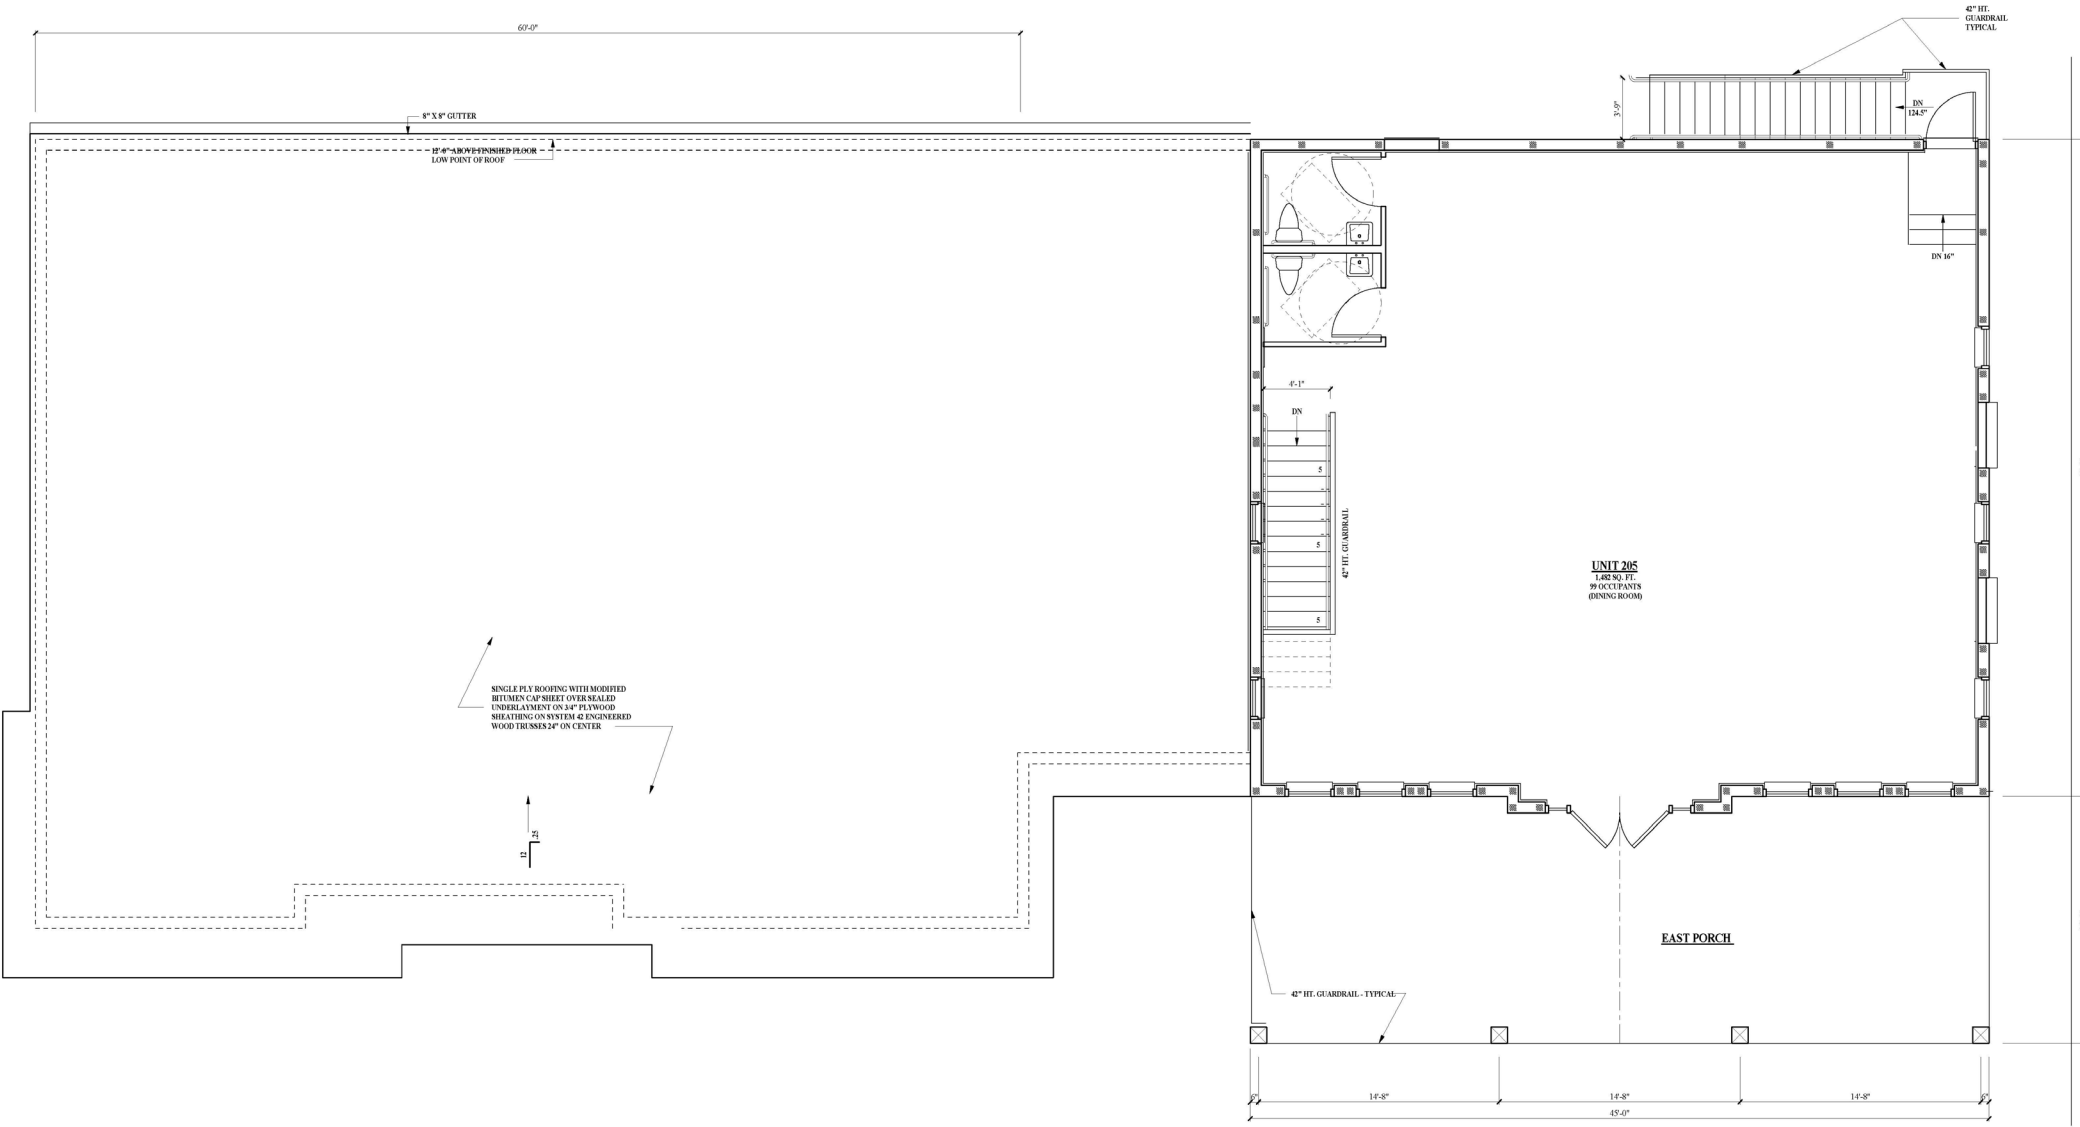 42" HT.
GUARDRAIL
TYPICAL
60'-0"
8" X 8" GUTTER
12'-0" ABOVE FINISHED FLOOR
LOW POINT OF ROOF
3'-9"
DN
124.5"
DN 16"
4'-1"
DN
5
5
5
42" HT. GUARDRAIL
UNIT 205
1,482 SQ. FT.
99 OCCUPANTS
(DINING ROOM)
SINGLE PLY ROOFING WITH MODIFIED
BITUMEN CAP SHEET OVER SEALED
UNDERLAYMENT ON 3/4" PLYWOOD
SHEATHING ON SYSTEM 42 ENGINEERED
WOOD TRUSSES 24" ON CENTER
.25
12
EAST PORCH
42" HT. GUARDRAIL - TYPICAL
6"
14'-8"
14'-8"
14'-8"
6"
45'-0"